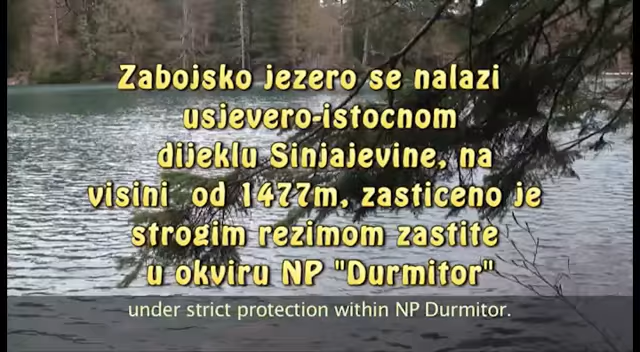 Zabojsko jezero se nalazi
usjevero-istocnom
dijeklu Sinjajevine, na
visini od 1477m, zasticeno je
strogim rezimom zastite
u okviru NP "Durmitor"
under strict protection within NP Durmitor.